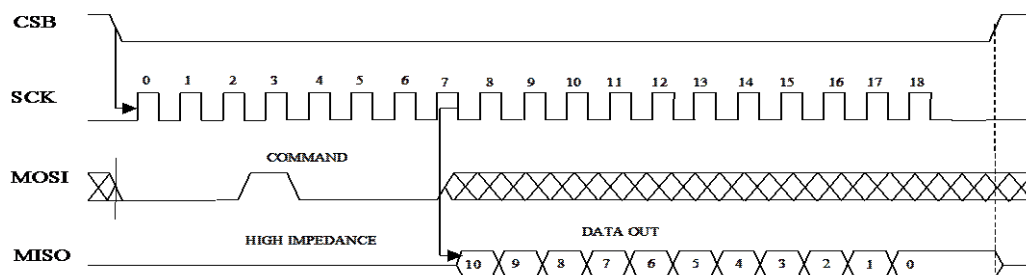 CSB
0 1 2 3 4 5 6 7 8 9 10 11 12 13 14 15 16 17 18
SCK
COMMAND
MOSI
HIGH IMPEDANCE DATA OUT
MISO 10 9 8 7 6 5 4 3 2 1 0